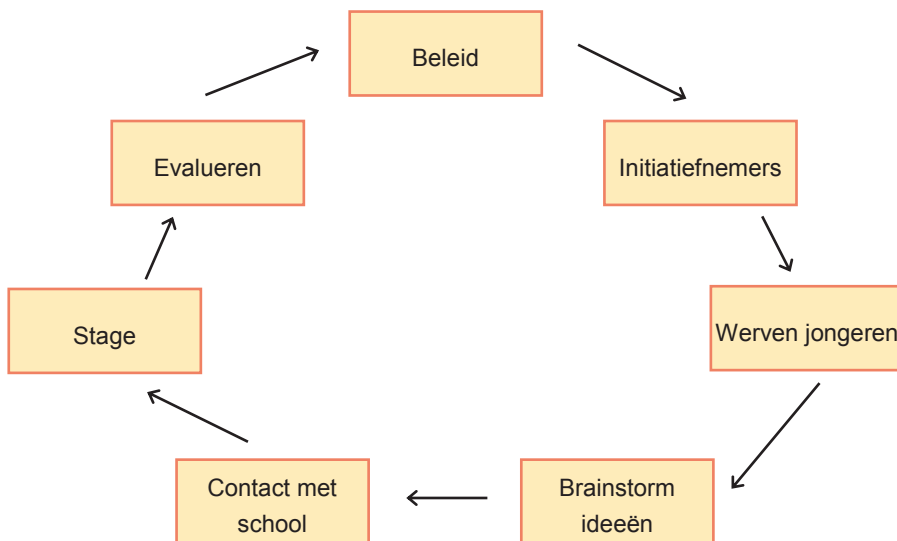 Beleid
Initiatiefnemers
Werven jongeren
Brainstorm
ideeën
Contact met
school
Stage
Evalueren